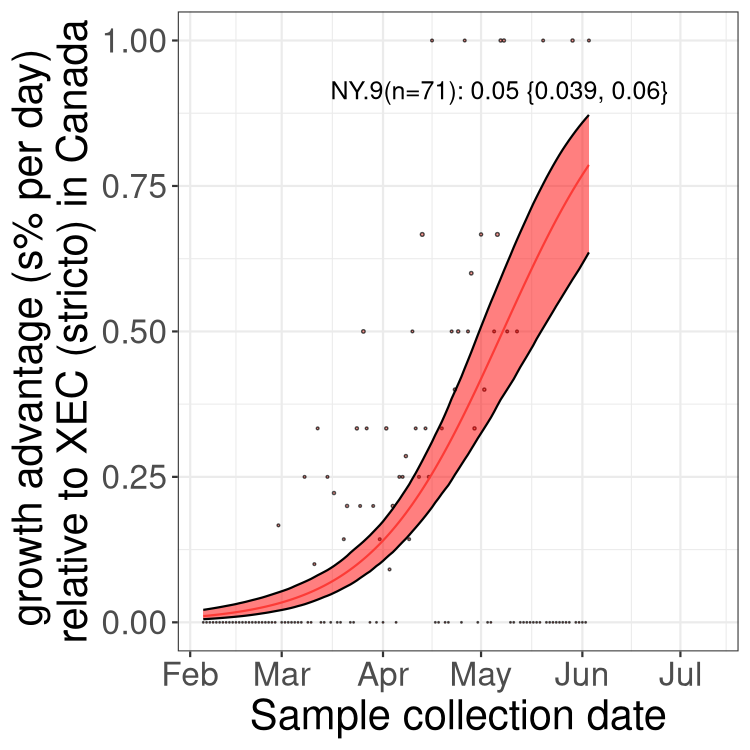 growth advantage (s% per day)
relative to XEC (stricto) in Canada
1.00
0.75
0.50
0.25
0.00
NY.9(n=71): 0.05 {0.039, 0.06}
Feb Mar Apr May Jun Jul
Sample collection date